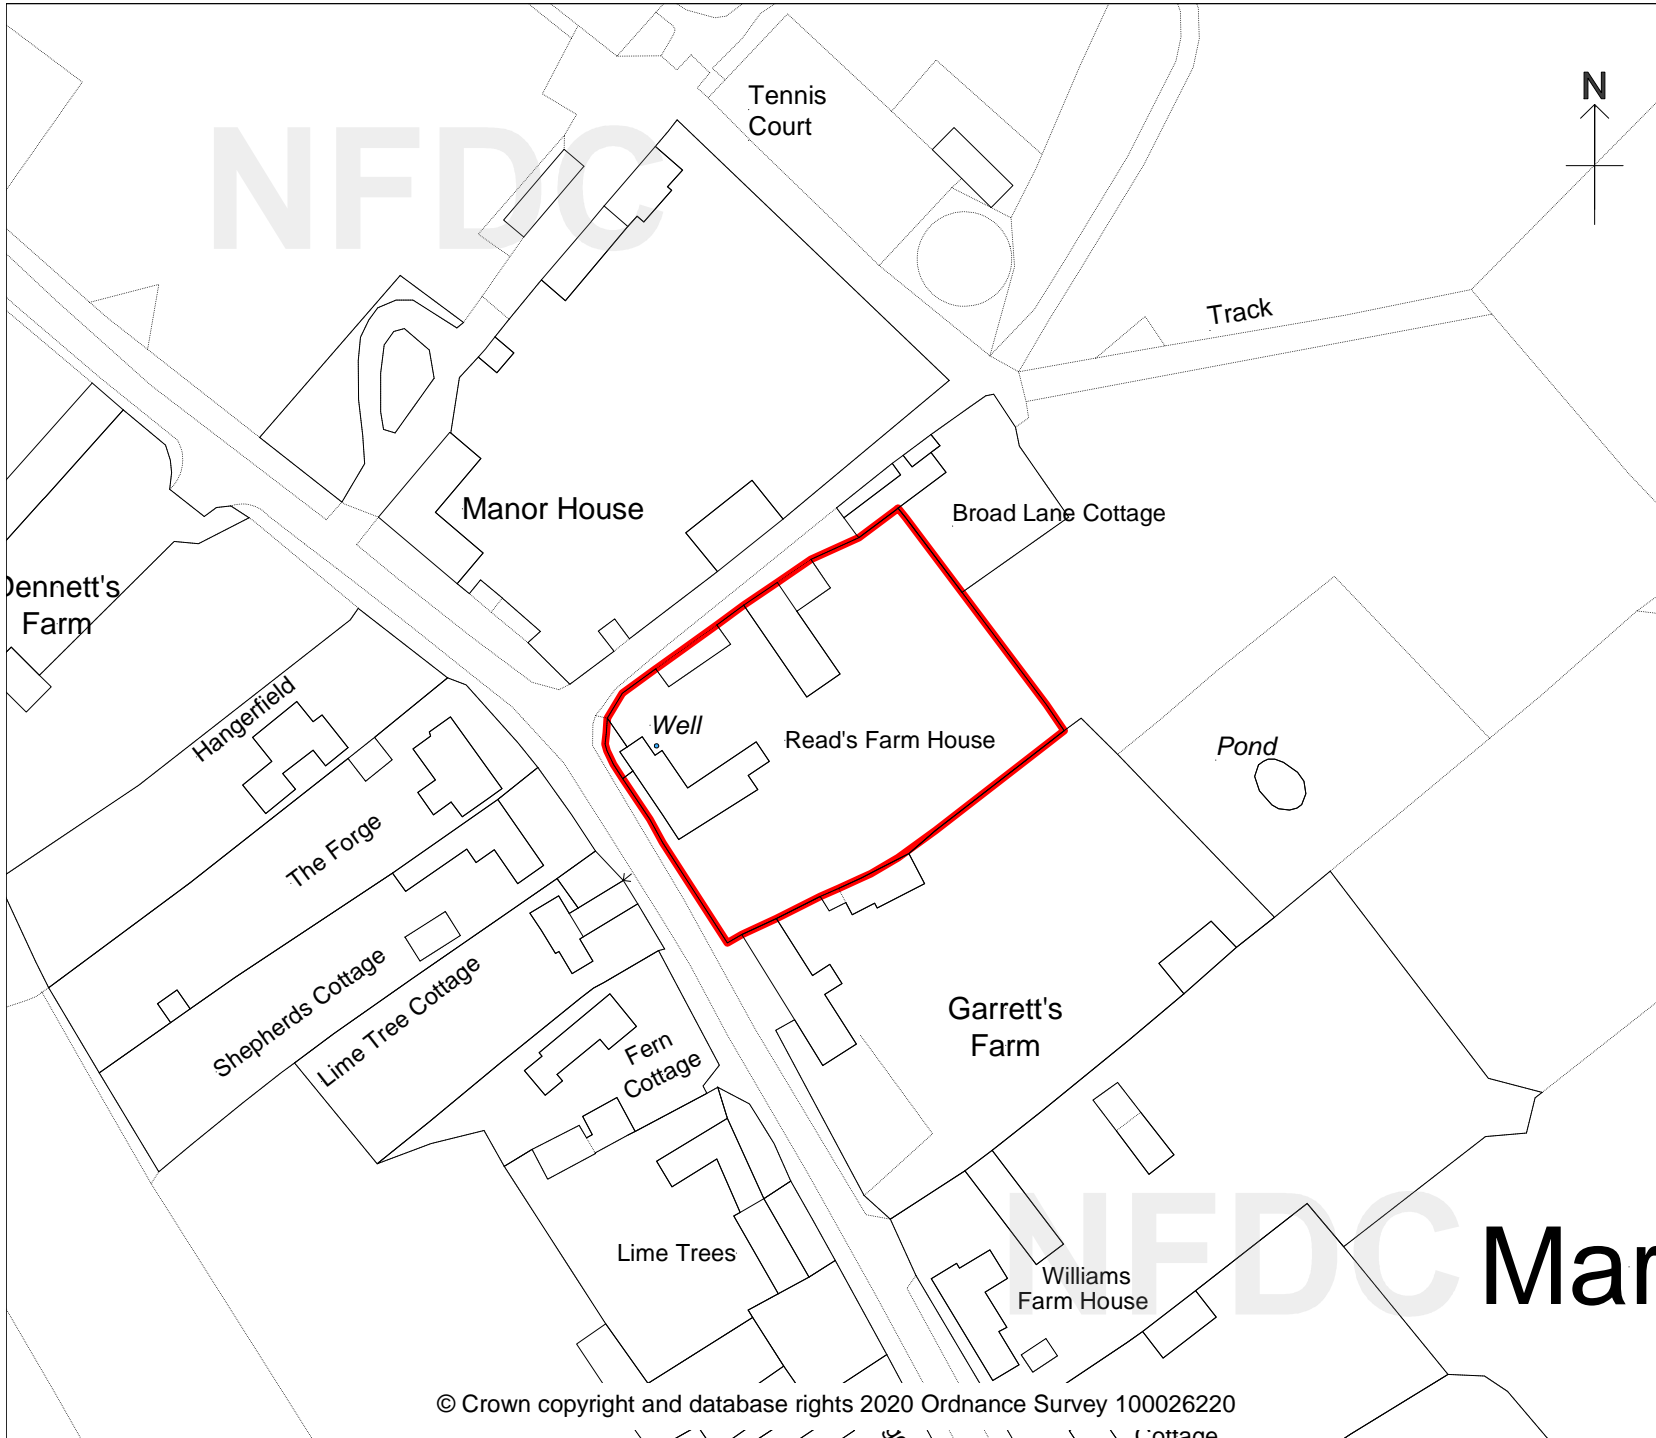 Tennis
Court
N
NFDC
Track
Manor House
Broad Lane Cottage
Dennett's
Farm
Hangerfield
Well
Read's Farm House
Pond
The Forge
Shepherds Cottage
Lime Tree Cottage
Garrett's
Farm
Fern
Cottage
Lime Trees
NFDC
Williams
Farm House
Mar
© Crown copyright and database rights 2020 Ordnance Survey 100026220
Cottage